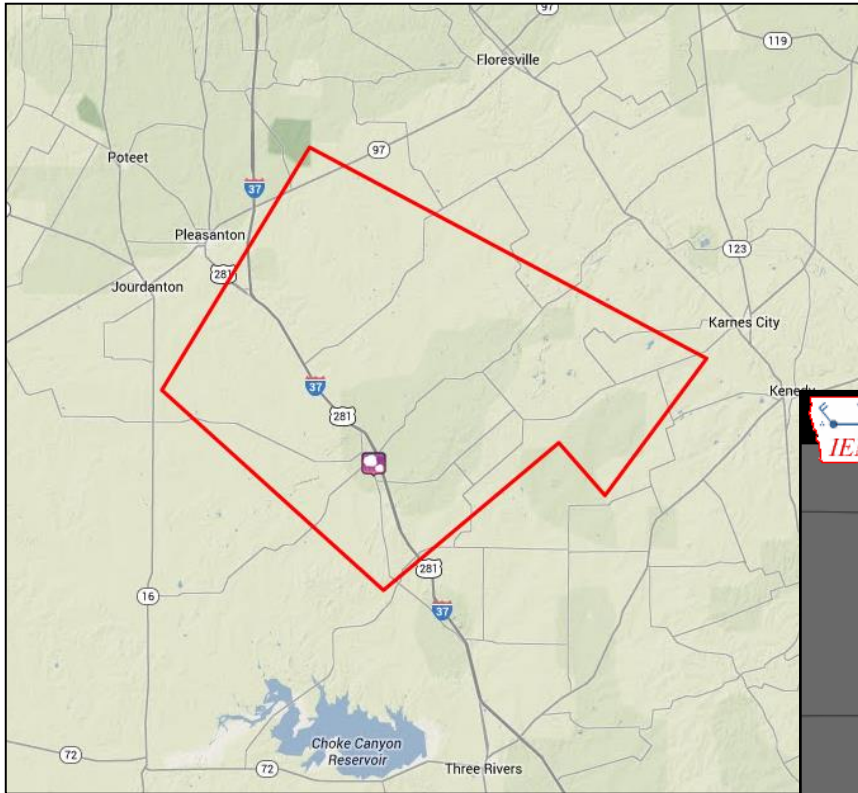 97
119
Floresville
97
Poteet
37
Pleasanton
123
281
Jourdanton
Karnes City
37
Kenedy
281
281
16
37
Choke Canyon
Reservoir
72
72
Three Rivers